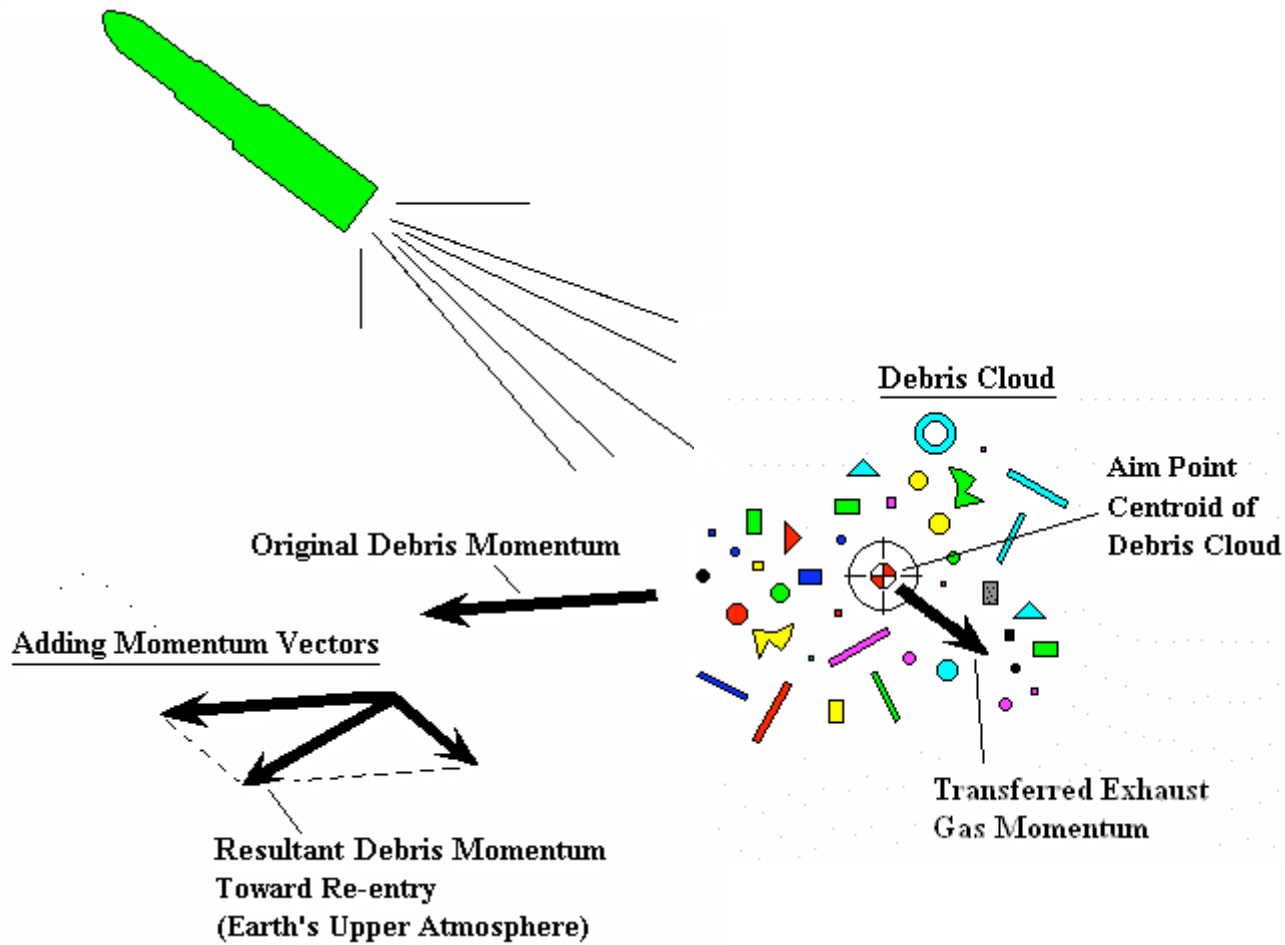 Debris Cloud
Aim Point
Centroid of
Debris Cloud
Original Debris Momentum
Adding Momentum Vectors
Transferred Exhaust
Gas Momentum
Resultant Debris Momentum
Toward Re-entry
(Earth's Upper Atmosphere)